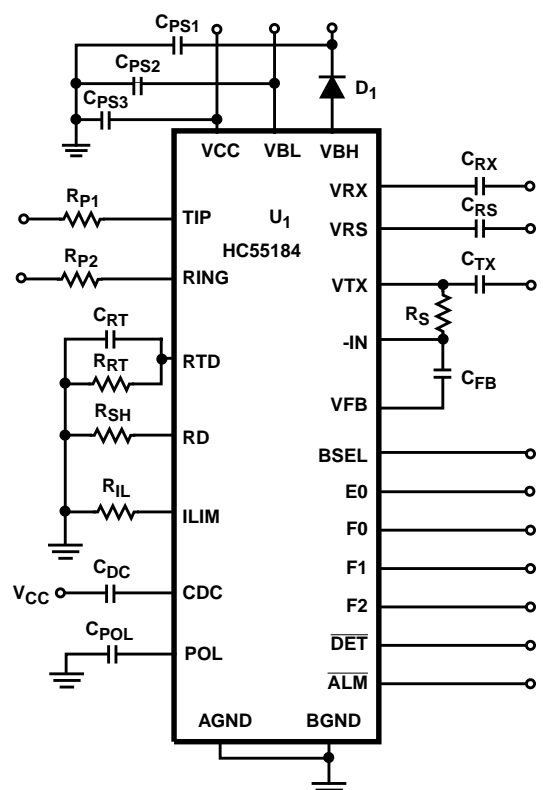 CPS1
CPS2
CPS3
D1
VCC VBL VBH
CRX
VRX
CRS
RP1
TIP
U1
VRS
HC55184
CTX
RP2
RING
VTX
RS
CRT
-IN
RTD
RRT
CFB
RSH
VFB
RD
BSEL
RIL
E0
ILIM
F0
CDC
F1
VCC
CDC
F2
CPOL
DET
POL
ALM
AGND BGND